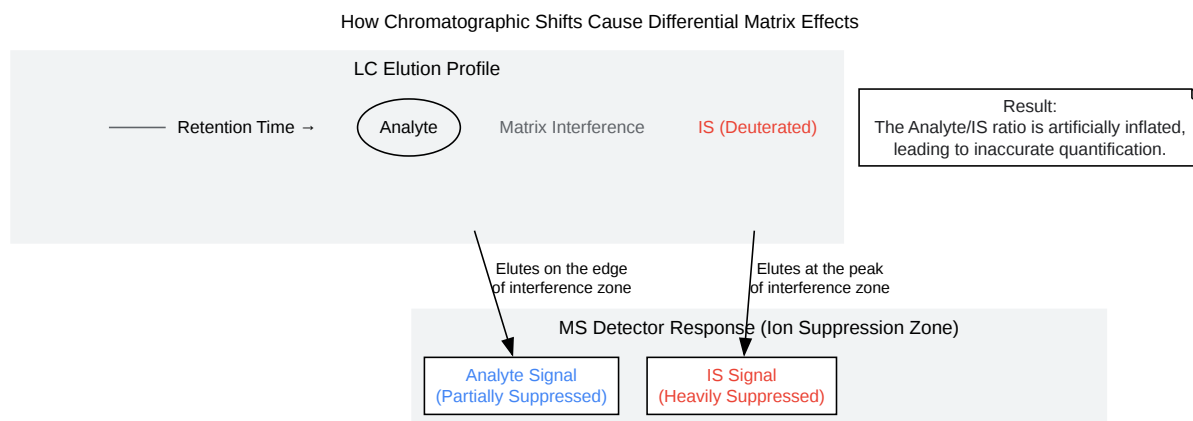 How Chromatographic Shifts Cause Differential Matrix Effects
LC Elution Profile
Retention Time →
Analyte
Matrix Interference
IS (Deuterated)
Result:
The Analyte/IS ratio is artificially inflated,
leading to inaccurate quantification.
Elutes on the edge
of interference zone
Elutes at the peak
of interference zone
MS Detector Response (Ion Suppression Zone)
Analyte Signal
(Partially Suppressed)
IS Signal
(Heavily Suppressed)